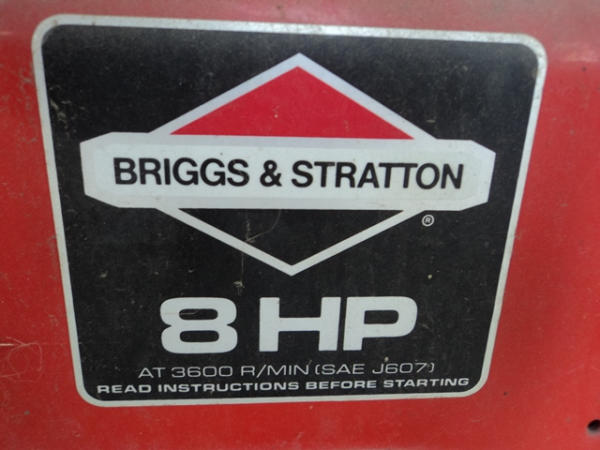 BRIGGS & STRATTON
®
8 HP
AT 3600 R/MIN (SAE J607)
READ INSTRUCTIONS BEFORE STARTING